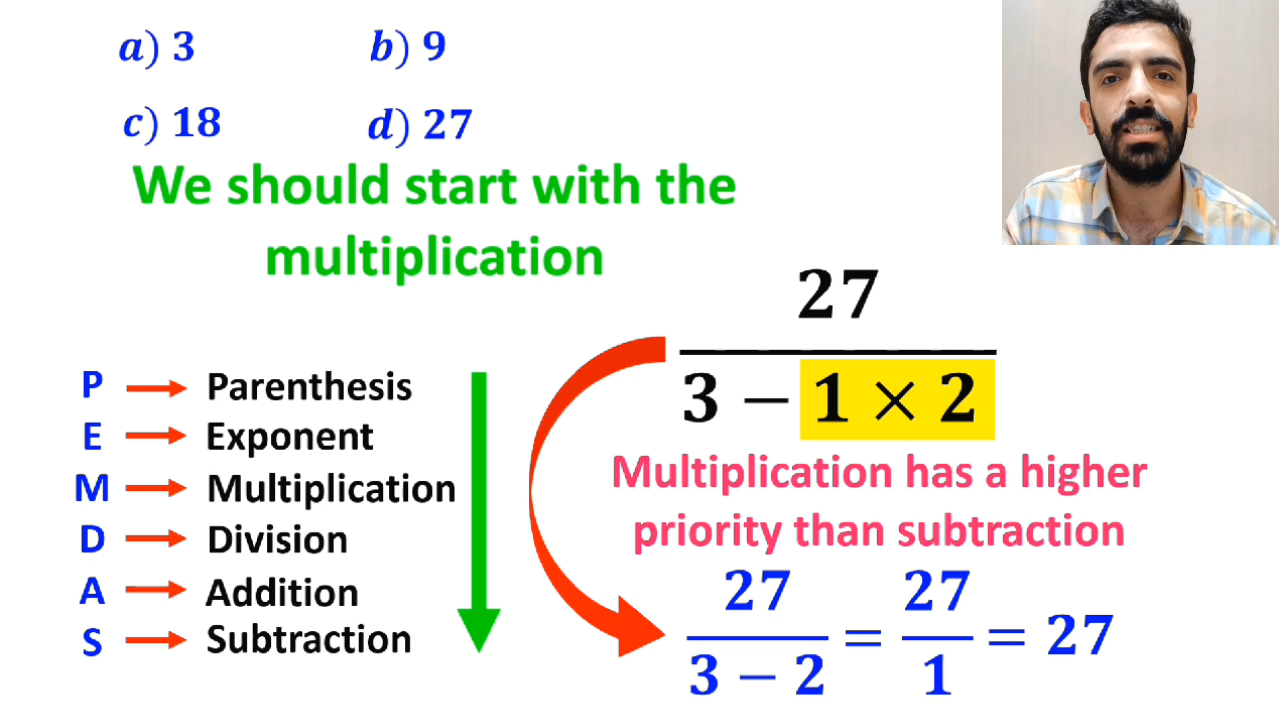 a) 3 b) 9
c) 18 d) 27
We should start with the
multiplication
27
3 − 1 × 2
P → Parenthesis
E → Exponent
M → Multiplication
D → Division
A → Addition
S → Subtraction
Multiplication has a higher
priority than subtraction
27 27
3 − 2 = 1 = 27